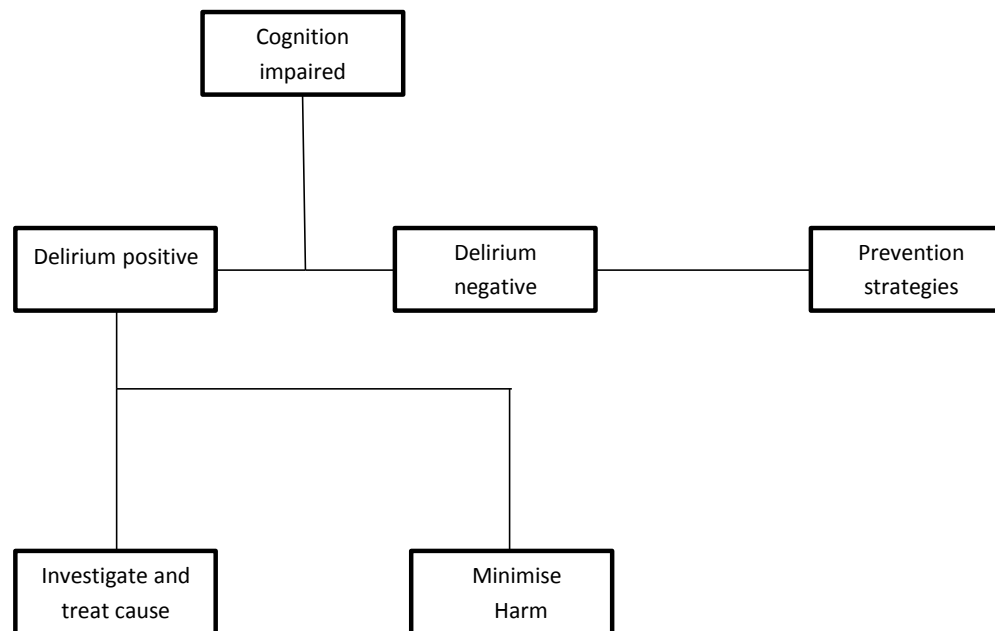 Cognition
impaired
Delirium positive
Delirium
negative
Prevention
strategies
Investigate and
treat cause
Minimise
Harm